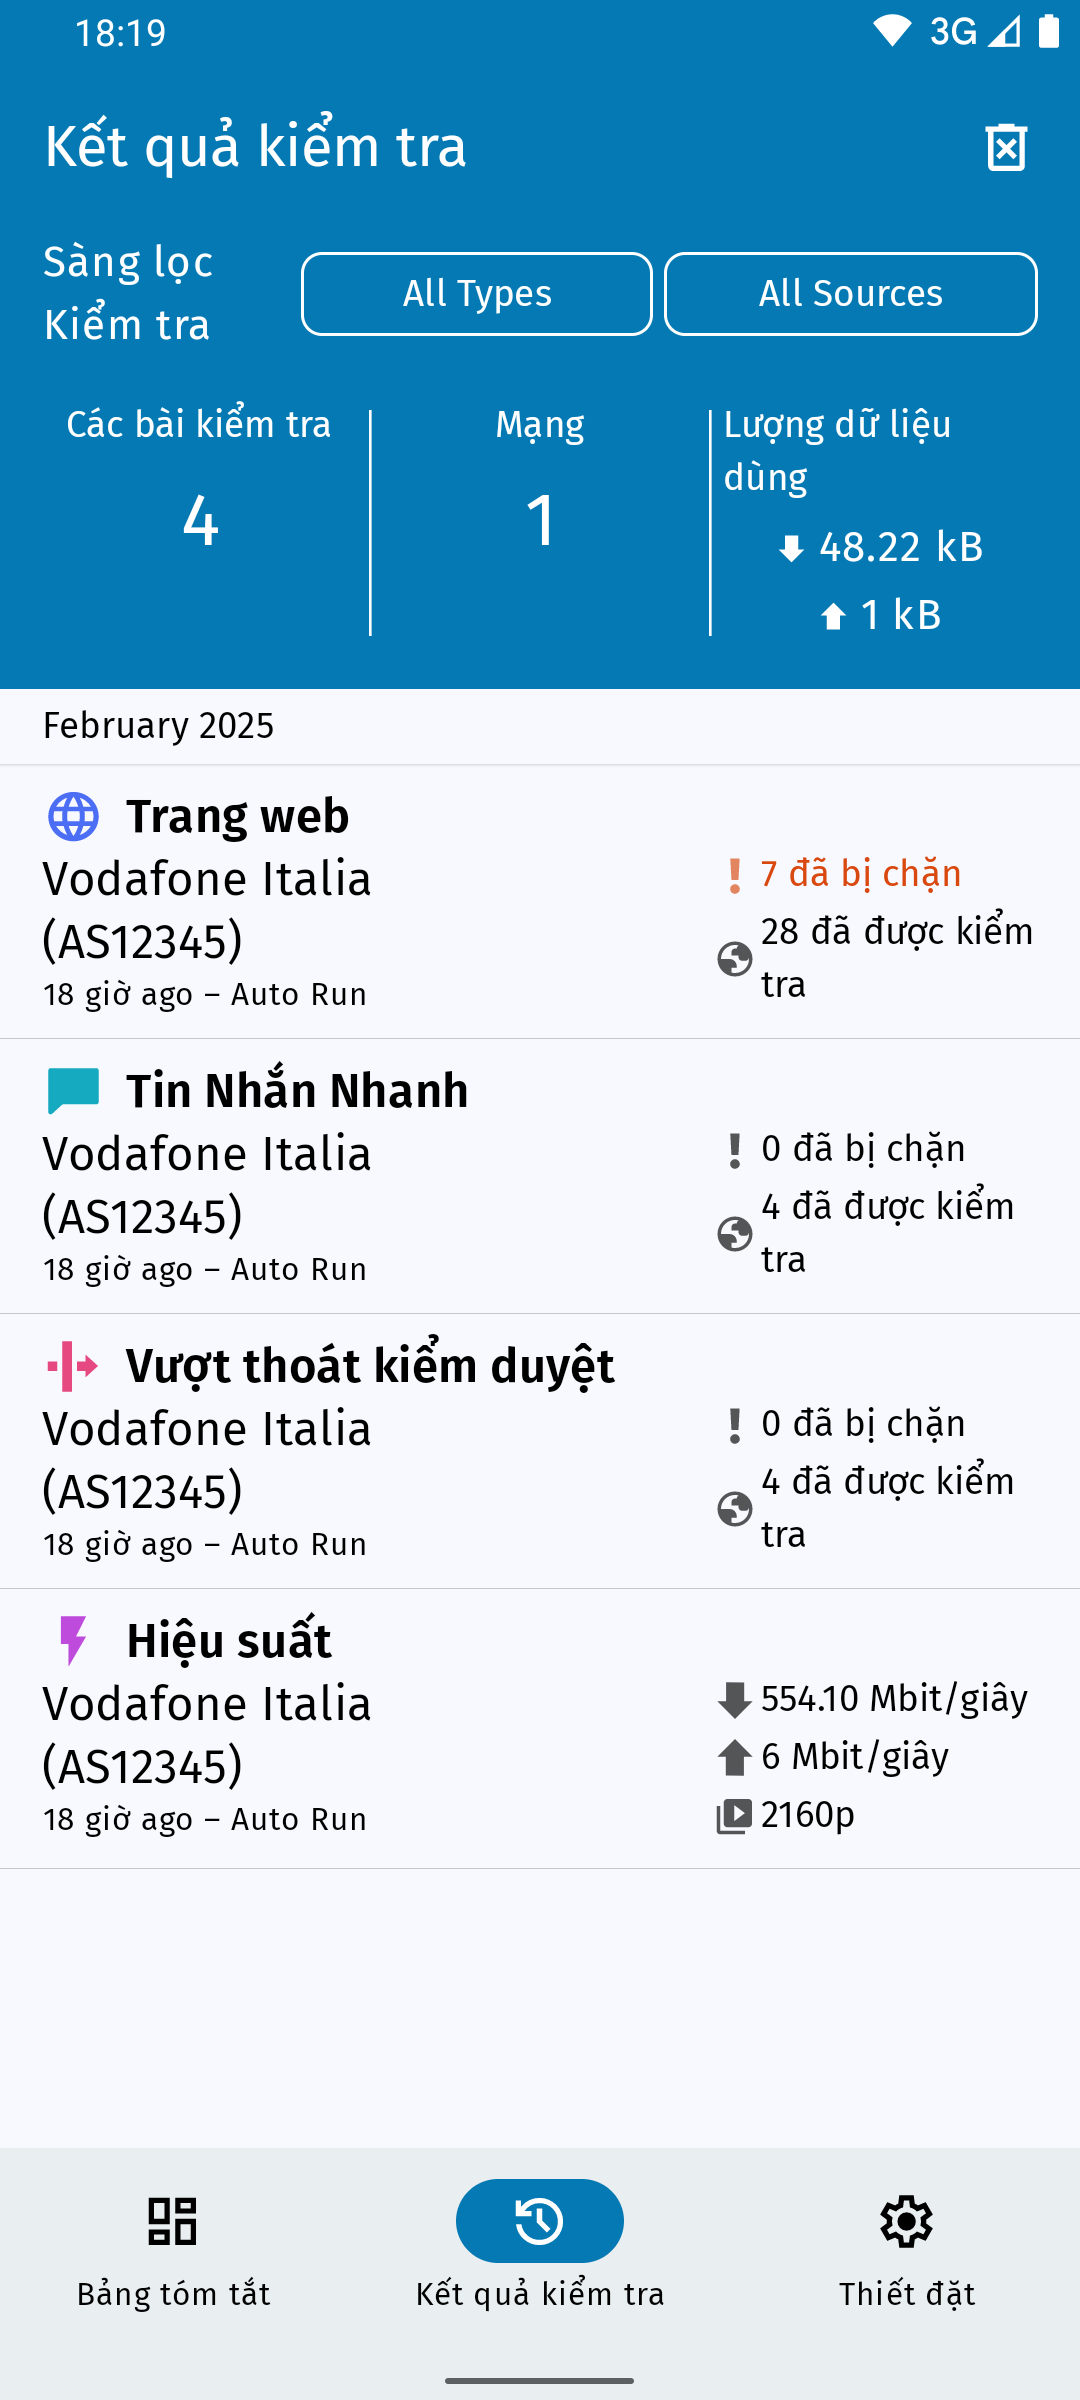 18:19
3G
Kết quả kiểm tra
Sàng lọc
Kiểm tra
All Types
All Sources
Các bài kiểm tra
4
Mạng
1
Lượng dữ liệu
dùng
48.22 kB
1 kB
February 2025
Trang web
Vodafone Italia
(AS12345)
18 giờ ago – Auto Run
7 đã bị chặn
28 đã được kiểm
tra
Tin Nhắn Nhanh
Vodafone Italia
(AS12345)
18 giờ ago – Auto Run
0 đã bị chặn
4 đã được kiểm
tra
Vượt thoát kiểm duyệt
Vodafone Italia
(AS12345)
18 giờ ago – Auto Run
0 đã bị chặn
4 đã được kiểm
tra
Hiệu suất
Vodafone Italia
(AS12345)
18 giờ ago – Auto Run
554.10 Mbit/giây
6 Mbit/giây
2160p
Bảng tóm tắt
Kết quả kiểm tra
Thiết đặt